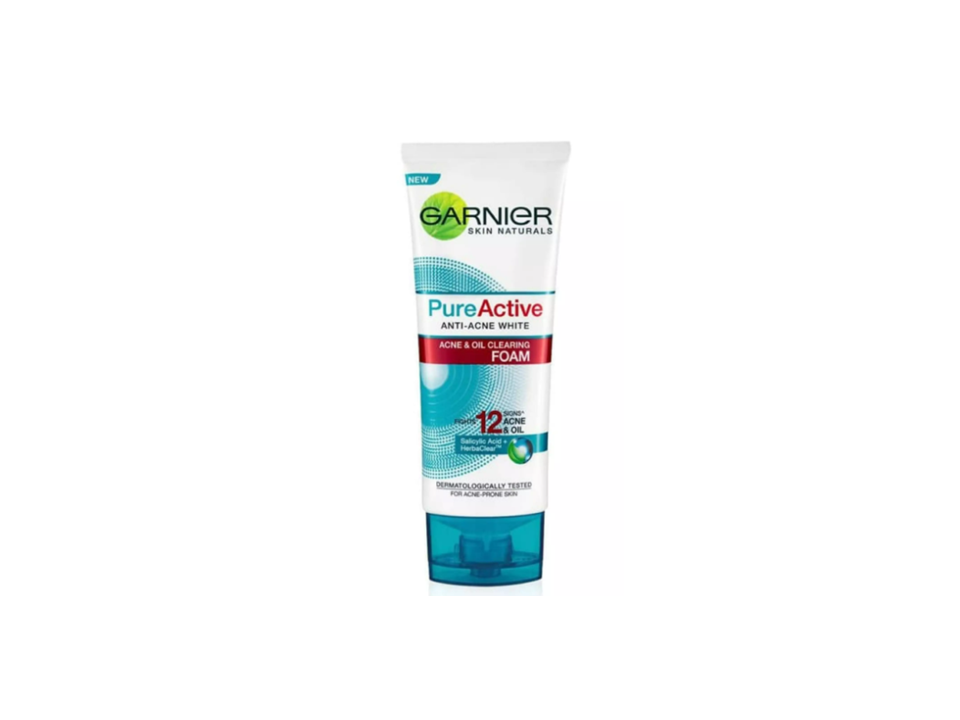 NEW
GARNIER
SKIN NATURALS
PureActive
ANTI-ACNE WHITE
ACNE & OIL CLEARING
FOAM
FIGHTS 12 SIGNS*
ACNE
& OIL
Salicylic Acid +
HerbaClear™
DERMATOLOGICALLY TESTED
FOR ACNE-PRONE SKIN